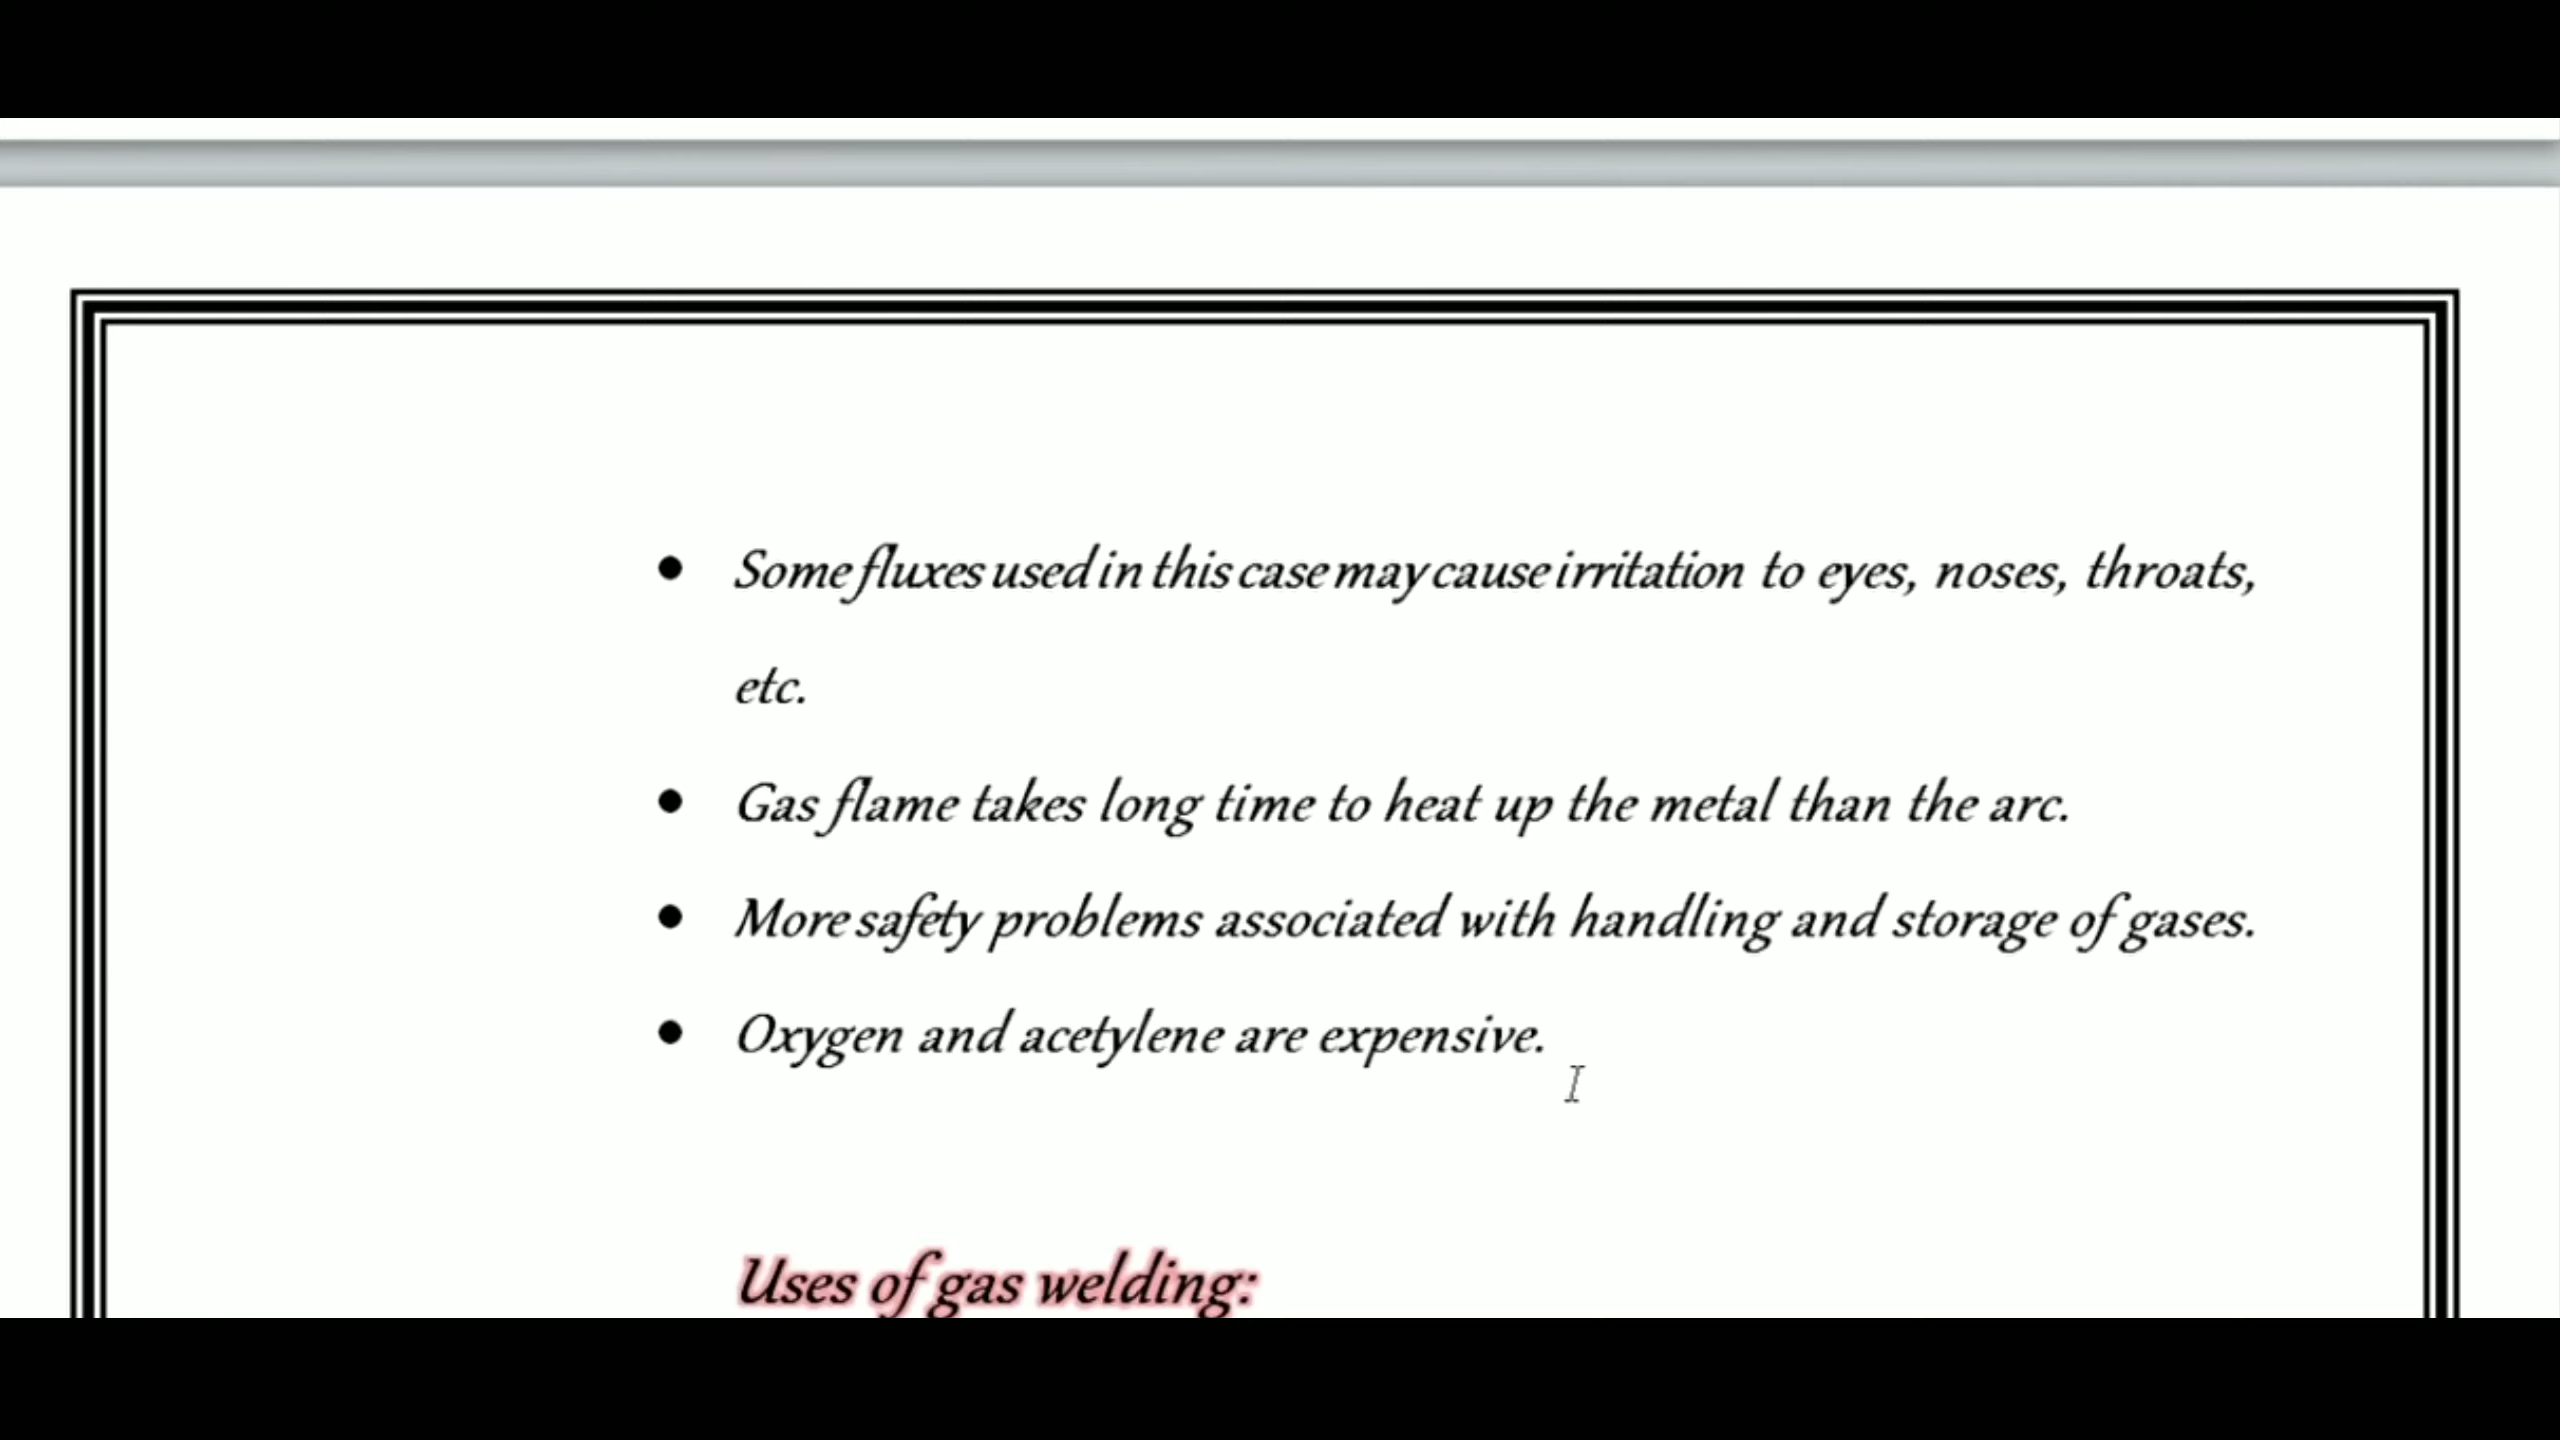 • Some fluxes used in this case may cause irritation to eyes, noses, throats,
etc.
• Gas flame takes long time to heat up the metal than the arc.
• More safety problems associated with handling and storage of gases.
• Oxygen and acetylene are expensive.
Uses of gas welding: